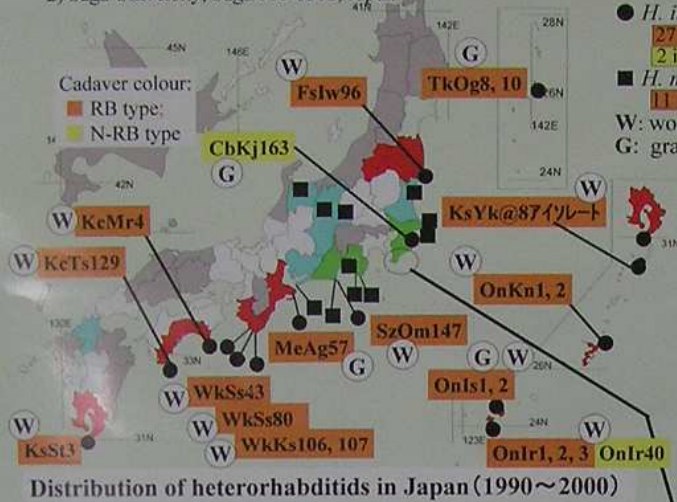 45N
146E
41N
142E
28N
26N
142E
24N
H. i
27
2 i
H. n
11
W: wo
G: gra
Cadaver colour:
RB type;
N-RB type
42N
W
FsIw96
G
TkOg8, 10
CbKj163
G
W
KcMr4
W
KcTs129
W
KsYk@8アイソレート
31N
W
OnKn1, 2
SzOm147
W
MeAg57
G
130E
33N
26N
G W
OnIs1, 2
W
WkSs43
W
WkSs80
W
WkKs106, 107
W
KsSt3
31N
123E
24N
OnIr1, 2, 3
W
OnIr40
Distribution of heterorhabditids in Japan (1990～2000)